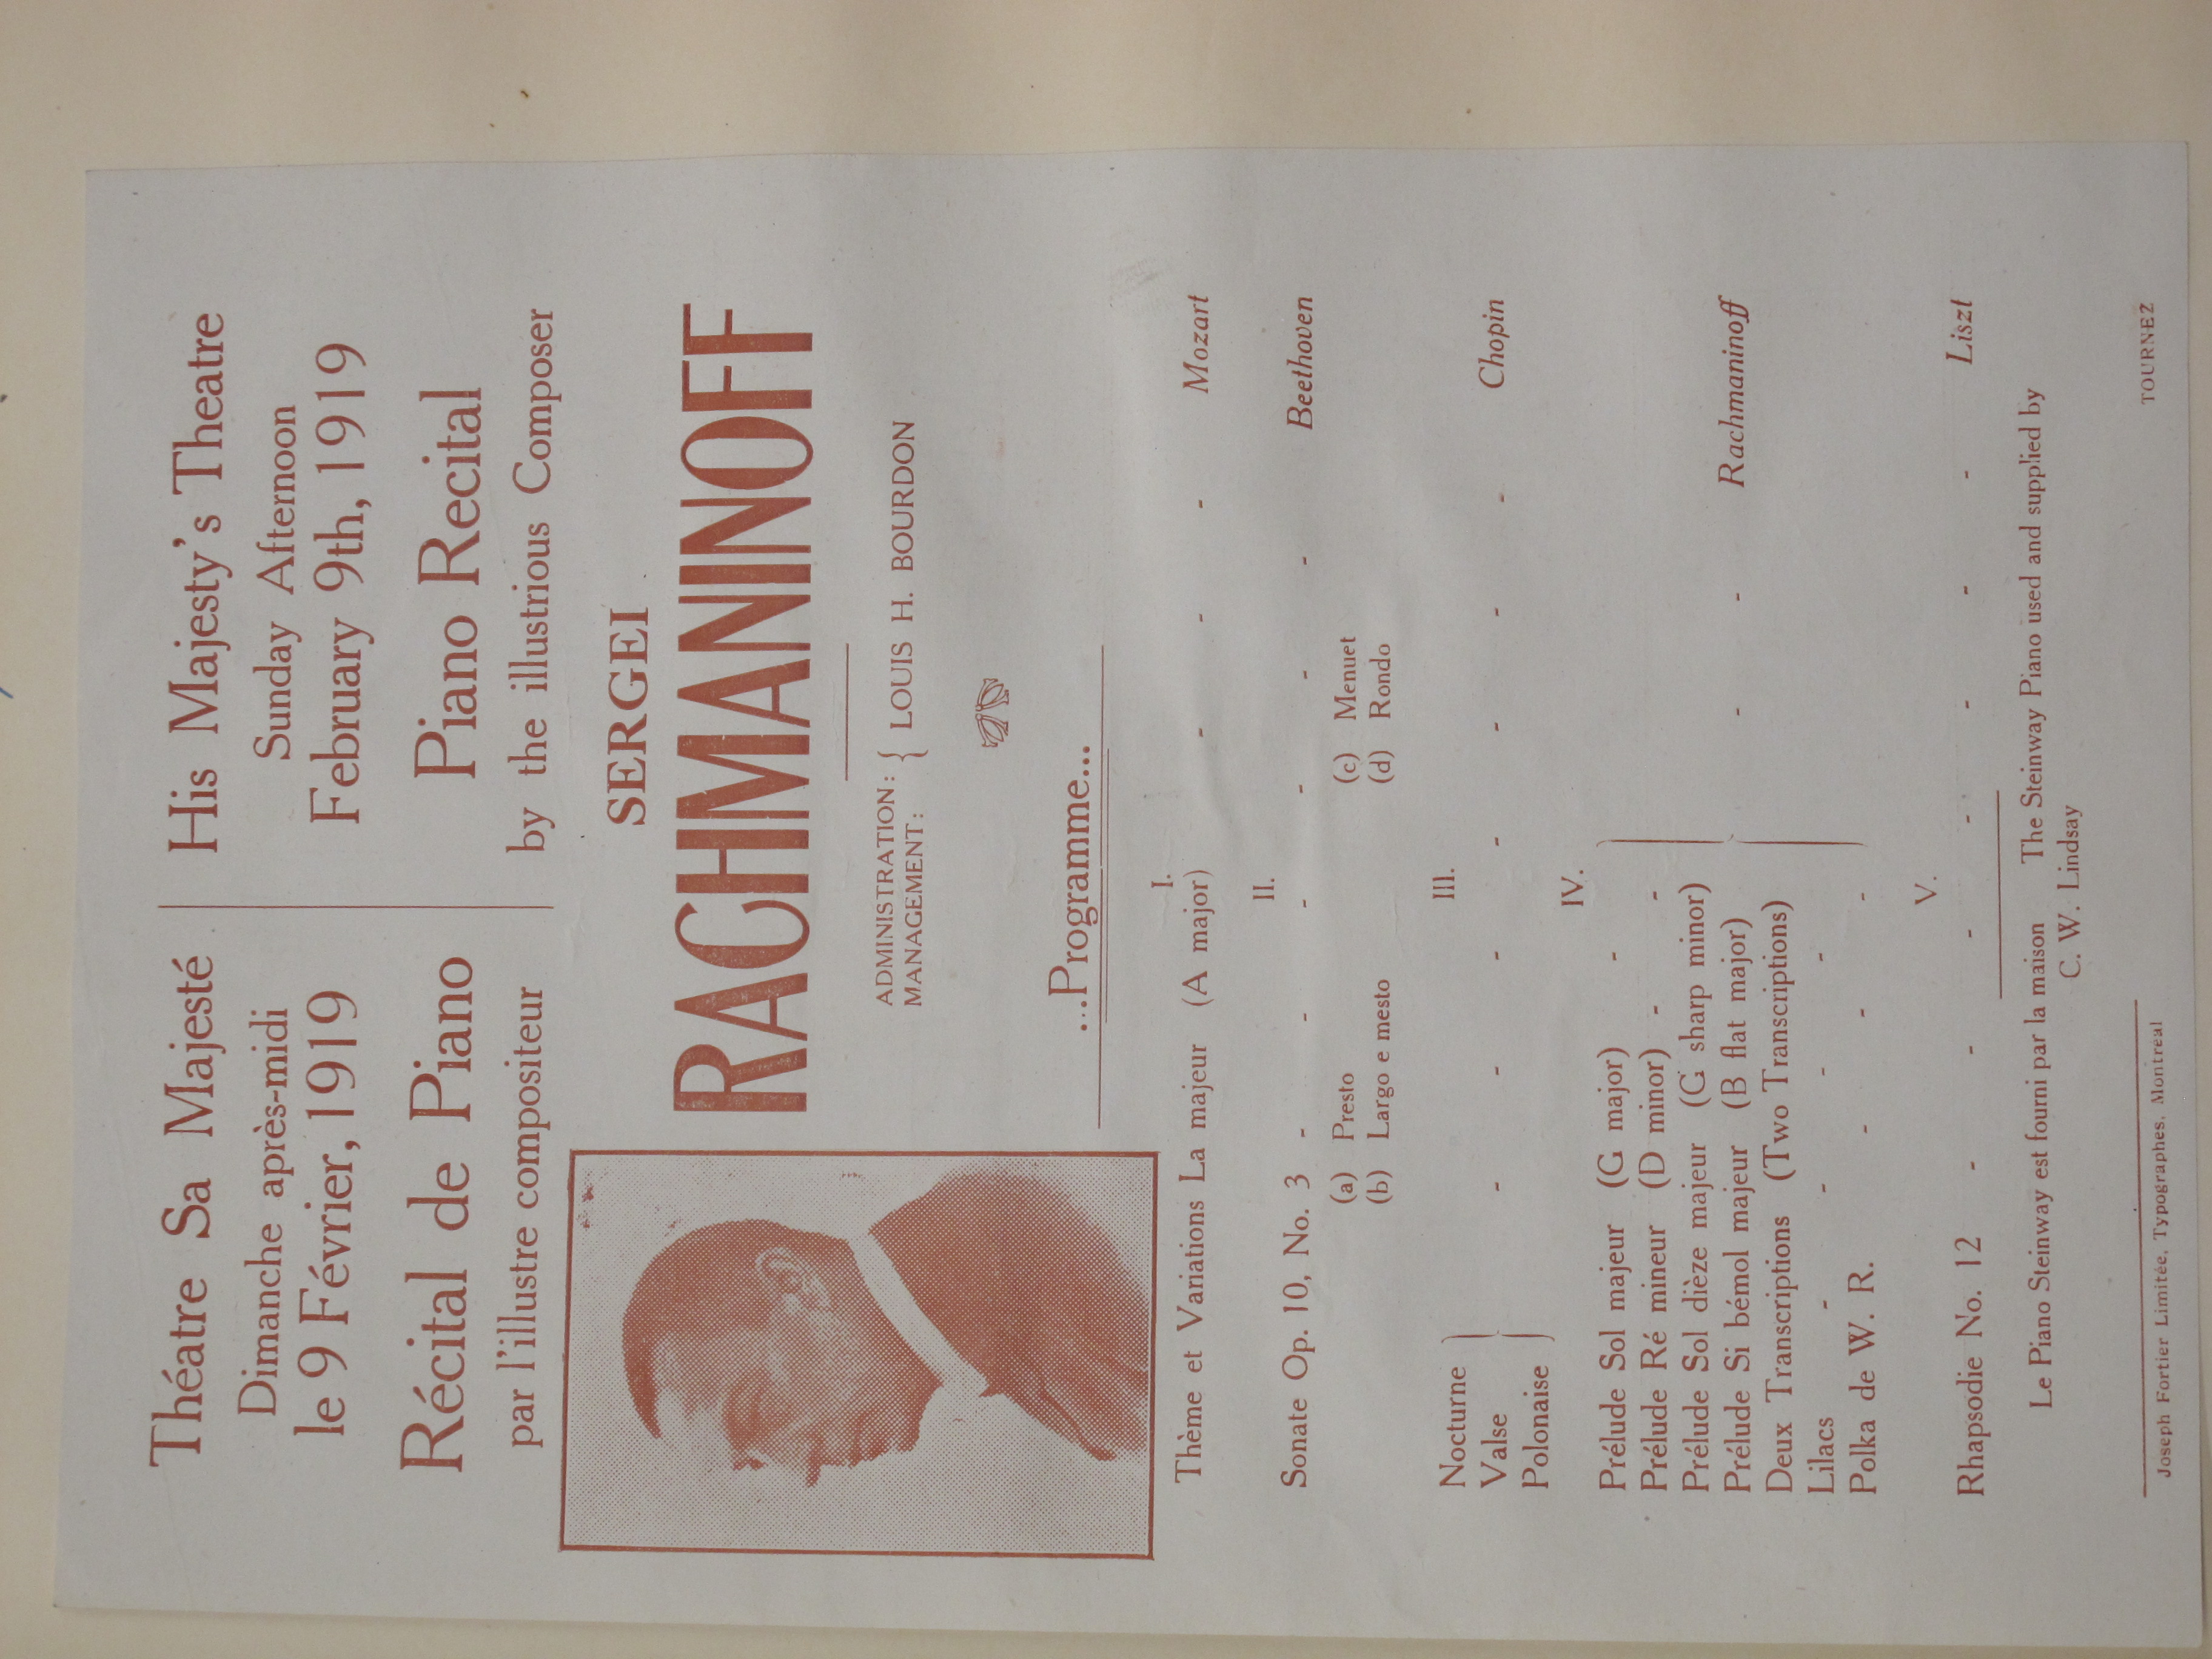 Théatre Sa Majesté
Dimanche après-midi
le 9 Février, 1919
Récital de Piano
par l'illustre compositeur
His Majesty's Theatre
Sunday Afternoon
February 9th, 1919
Piano Recital
by the illustrious Composer
SERGEI
RACHMANINOFF
ADMINISTRATION: { LOUIS H. BOURDON
MANAGEMENT:
...Programme...
I.
Thème et Variations La majeur (A major) - - - Mozart
II.
Sonate Op. 10, No. 3 - - - - - - Beethoven
(a) Presto (c) Menuet
(b) Largo e mesto (d) Rondo
III.
Nocturne
Valse } - - - - - - - Chopin
Polonaise
IV.
Prélude Sol majeur (G major) -
Prélude Ré mineur (D minor) - -
Prélude Sol dièze majeur (G sharp minor)
Prélude Si bémol majeur (B flat major) } - - Rachmaninoff
Deux Transcriptions (Two Transcriptions)
Lilacs - - - -
Polka de W. R. - - -
V.
Rhapsodie No. 12 - - - - - - - Liszt
Le Piano Steinway est fourni par la maison The Steinway Piano used and supplied by
C. W. Lindsay
Joseph Fortier Limitée, Typographes, Montréal
TOURNEZ